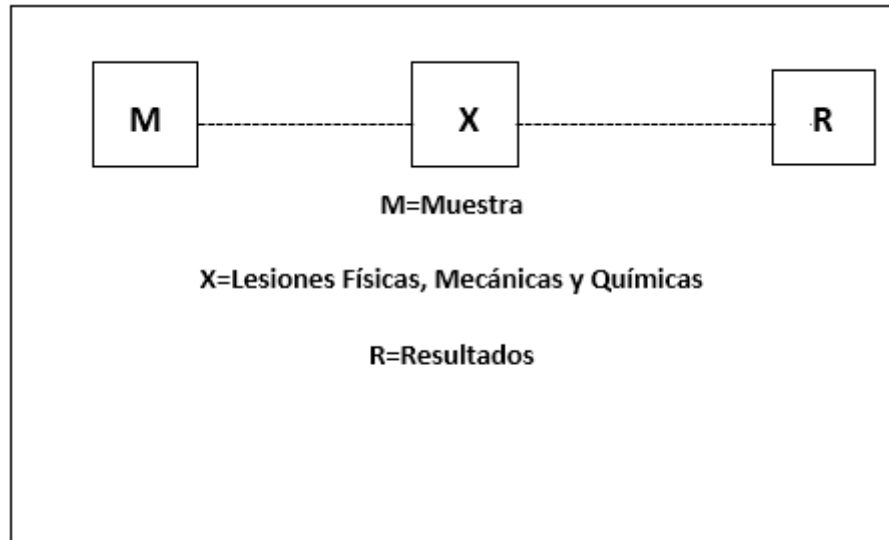 M X R
M=Muestra
X=Lesiones Físicas, Mecánicas y Químicas
R=Resultados